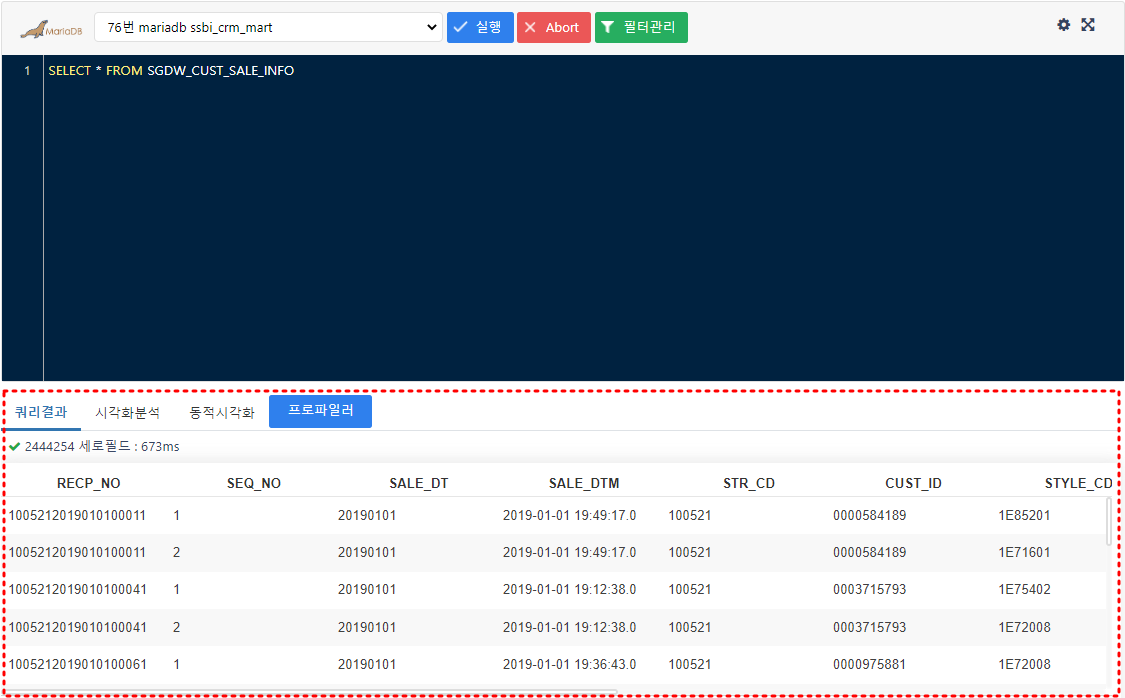 MariaDB 76번 mariadb ssbi_crm_mart 실행 Abort 필터관리
1 SELECT * FROM SGDW_CUST_SALE_INFO
쿼리결과 시각화분석 동적시각화 프로파일러
2444254 세로필드 : 673ms
RECP_NO SEQ_NO SALE_DT SALE_DTM STR_CD CUST_ID STYLE_CD
1005212019010100011 1 20190101 2019-01-01 19:49:17.0 100521 0000584189 1E85201
1005212019010100011 2 20190101 2019-01-01 19:49:17.0 100521 0000584189 1E71601
1005212019010100041 1 20190101 2019-01-01 19:12:38.0 100521 0003715793 1E75402
1005212019010100041 2 20190101 2019-01-01 19:12:38.0 100521 0003715793 1E72008
1005212019010100061 1 20190101 2019-01-01 19:36:43.0 100521 0000975881 1E72008